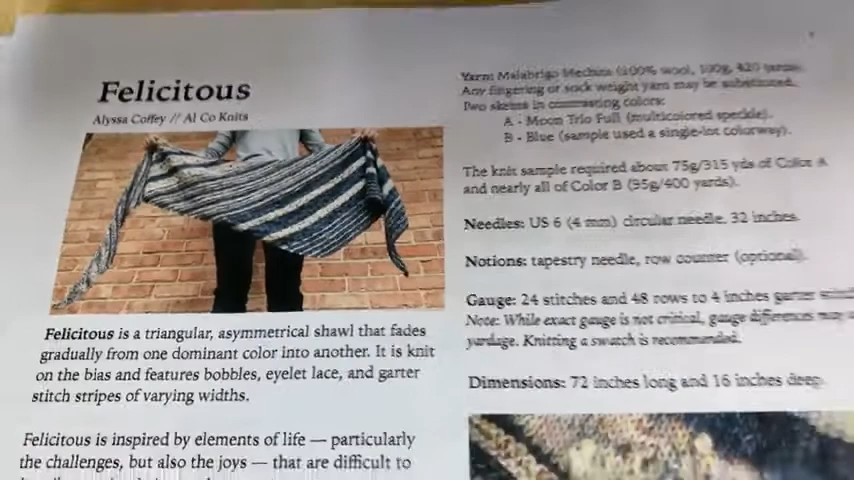 Felicitous
Alyssa Coffey // Al Co Knits
Felicitous is a triangular, asymmetrical shawl that fades
gradually from one dominant color into another. It is knit
on the bias and features bobbles, eyelet lace, and garter
stitch stripes of varying widths.
Felicitous is inspired by elements of life — particularly
the challenges, but also the joys — that are difficult to
Yarn: Malabrigo Mechita (100% wool, 100g, 420 yards).
Any fingering or sock weight yarn may be substituted.
Two skeins in contrasting colors:
A - Moon Trio Full (multicolored speckle).
B - Blue (sample used a single-lot colorway).
The knit sample required about 75g/315 yds of Color A
and nearly all of Color B (95g/400 yards).
Needles: US 6 (4 mm) circular needle, 32 inches.
Notions: tapestry needle, row counter (optional).
Gauge: 24 stitches and 48 rows to 4 inches garter
Note: While exact gauge is not critical, gauge differences may
yardage. Knitting a swatch is recommended.
Dimensions: 72 inches long and 16 inches deep.